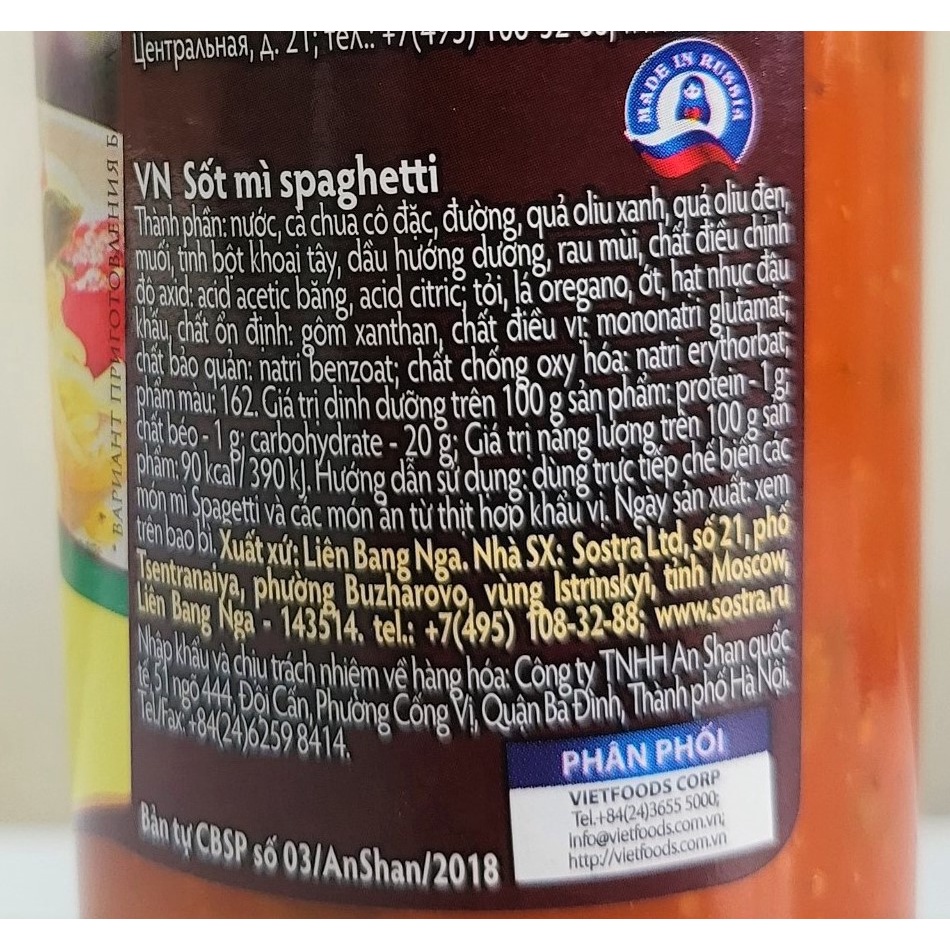 Центральная, д. 21; тел.: +7(495) 108-32-88,
MADE IN RUSSIA
ВАРИАНТ ПРИГОТОВЛЕНИЯ Б
VN Sốt mì spaghetti
Thành phần: nước, cà chua cô đặc, đường, quả oliu xanh, quả oliu đen,
muối, tinh bột khoai tây, dầu hướng dương, rau mùi, chất điều chỉnh
độ axid: acid acetic băng, acid citric; tỏi, lá oregano, ớt, hạt nhục đậu
khấu, chất ổn định: gôm xanthan, chất điều vị: mononatri glutamat;
chất bảo quản: natri benzoat; chất chống oxy hóa: natri erythorbat;
phẩm màu: 162. Giá trị dinh dưỡng trên 100 g sản phẩm: protein - 1 g;
chất béo - 1 g; carbohydrate - 20 g; Giá trị năng lượng trên 100 g sản
phẩm: 90 kcal / 390 kJ. Hướng dẫn sử dụng: dùng trực tiếp chế biến các
món mì Spagetti và các món ăn từ thịt hợp khẩu vị. Ngày sản xuất: xem
trên bao bì. Xuất xứ: Liên Bang Nga. Nhà SX: Sostra Ltd, số 21, phố
Tsentranaiya, phường Buzharovo, vùng Istrinskyi, tỉnh Moscow,
Liên Bang Nga - 143514. tel.: +7(495) 108-32-88; www.sostra.ru
Nhập khẩu và chịu trách nhiệm về hàng hóa: Công ty TNHH An Shan quốc
tế, 51 ngõ 444, Đội Cấn, Phường Cống Vị, Quận Ba Đình, Thành phố Hà Nội.
Tel/Fax: +84(24)6259 8414.
PHÂN PHỐI
VIETFOODS CORP
Tel.+84(24)3655 5000;
Info@vietfoods.com.vn;
http://vietfoods.com.vn
Bản tự CBSP số 03/AnShan/2018